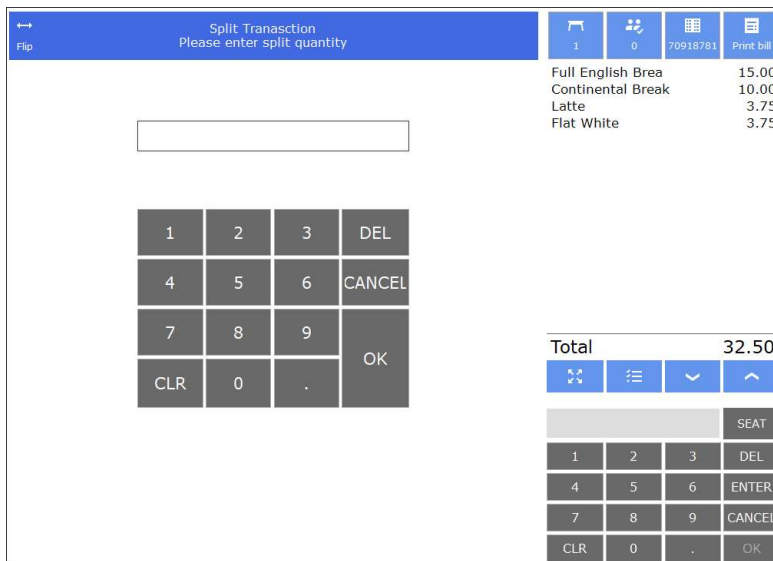 Flip
Split Tranasction
Please enter split quantity
1 2 3 DEL
4 5 6 CANCEL
7 8 9
OK
CLR 0 .
1 0 70918781 Print bill
Full English Brea 15.00
Continental Break 10.00
Latte 3.75
Flat White 3.75
Total 32.50
SEAT
1 2 3 DEL
4 5 6 ENTER
7 8 9 CANCEL
CLR 0 . OK